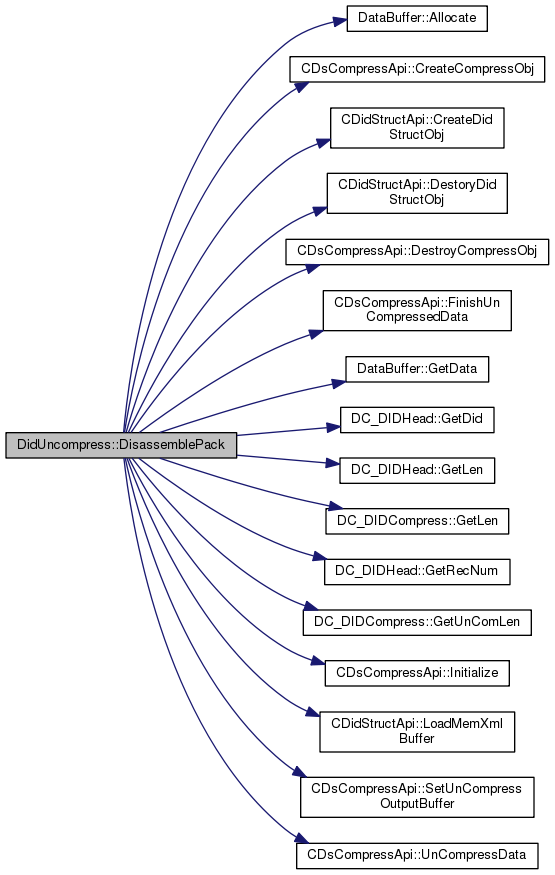 DataBuffer::Allocate
CDsCompressApi::CreateCompressObj
CDidStructApi::CreateDid
StructObj
CDidStructApi::DestoryDid
StructObj
CDsCompressApi::DestroyCompressObj
CDsCompressApi::FinishUn
CompressedData
DataBuffer::GetData
DC_DIDHead::GetDid
DidUncompress::DisassemblePack
DC_DIDHead::GetLen
DC_DIDCompress::GetLen
DC_DIDHead::GetRecNum
DC_DIDCompress::GetUnComLen
CDsCompressApi::Initialize
CDidStructApi::LoadMemXml
Buffer
CDsCompressApi::SetUnCompress
OutputBuffer
CDsCompressApi::UnCompressData